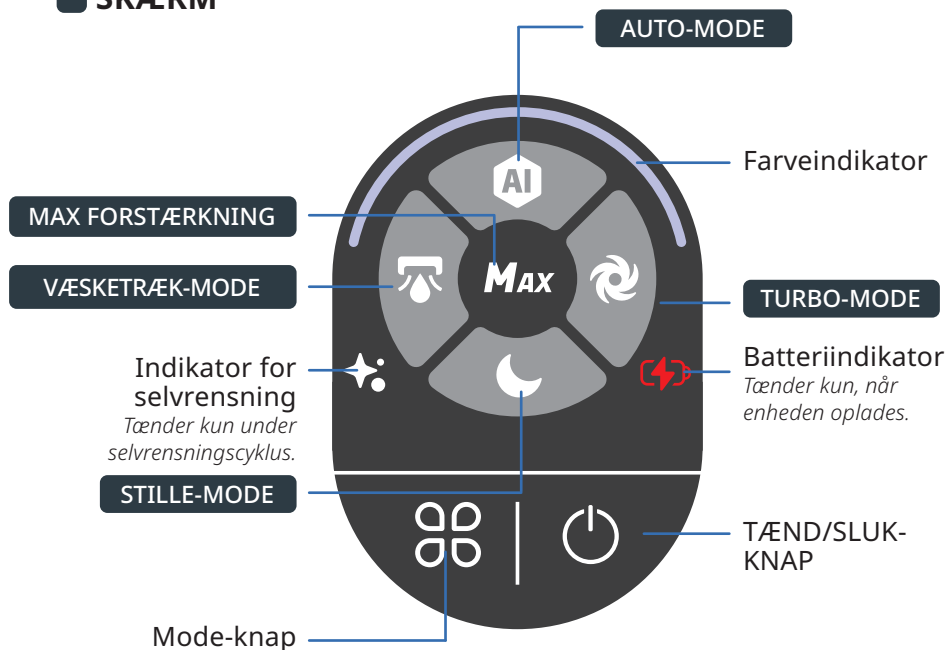 SKÆRM
AUTO-MODE
Farveindikator
MAX FORSTÆRKNING
VÆSKETRÆK-MODE
AI
MAX
TURBO-MODE
Indikator for
selvrensning
Tænder kun under
selvrensningscyklus.
Batteriindikator
Tænder kun, når
enheden oplades.
STILLE-MODE
TÆND/SLUK-
KNAP
Mode-knap